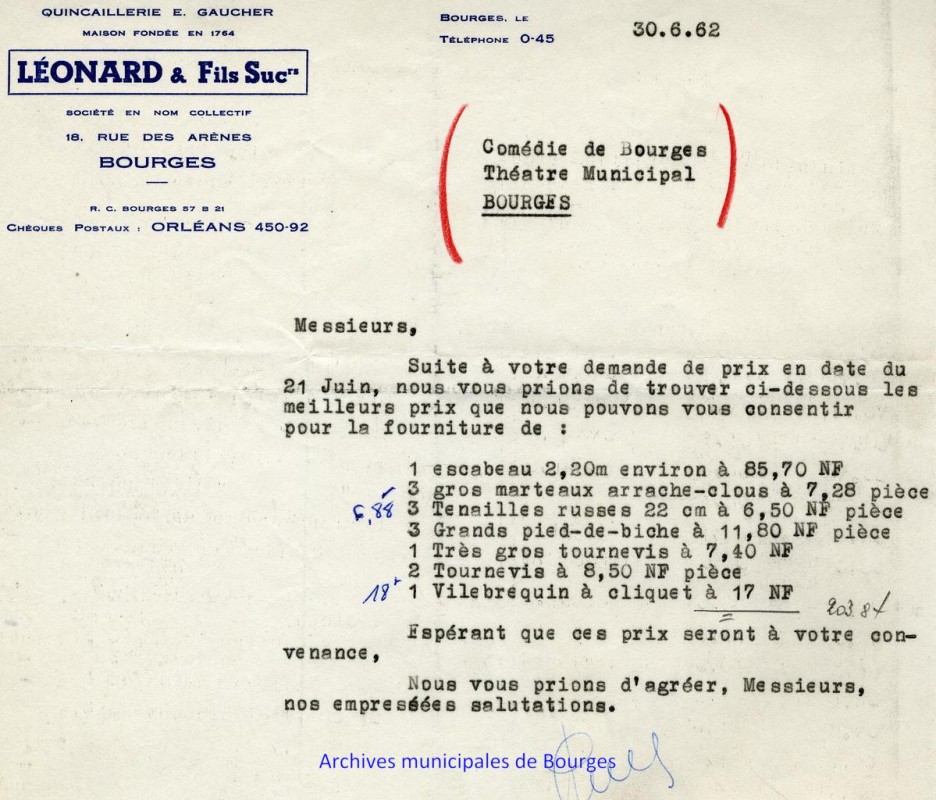 QUINCAILLERIE E. GAUCHER
MAISON FONDÉE EN 1764
LÉONARD & Fils Sucrs
SOCIÉTÉ EN NOM COLLECTIF
18, RUE DES ARÈNES
BOURGES
R. C. BOURGES 57 B 21
CHÈQUES POSTAUX : ORLÉANS 450-92
BOURGES, LE 30.6.62
TÉLÉPHONE 0-45
Comédie de Bourges
Théatre Municipal
BOURGES
Messieurs,
Suite à votre demande de prix en date du
21 Juin, nous vous prions de trouver ci-dessous les
meilleurs prix que nous pouvons vous consentir
pour la fourniture de :
1 escabeau 2,20m environ à 85,70 NF
3 gros marteaux arrache-clous à 7,28 pièce
6,88 3 Tenailles russes 22 cm à 6,50 NF pièce
3 Grands pied-de-biche à 11,80 NF pièce
1 Très gros tournevis à 7,40 NF
2 Tournevis à 8,50 NF pièce
18 1 Vilebrequin à cliquet à 17 NF
Espérant que ces prix seront à votre con-
venance,
Nous vous prions d'agréer, Messieurs,
nos empreséées salutations.
Archives municipales de Bourges